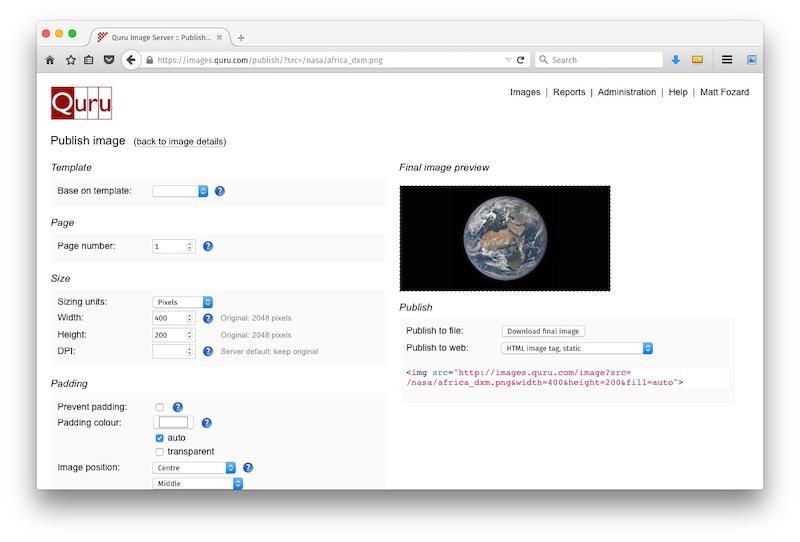 Quru Image Server :: Publish...
https://images.quru.com/publish/?src=/nasa/africa_dxm.png
Search
Quru
Images | Reports | Administration | Help | Matt Fozard
Publish image (back to image details)
Template
Base on template:
Page
Page number: 1
Size
Sizing units: Pixels
Width: 400 Original: 2048 pixels
Height: 200 Original: 2048 pixels
DPI: Server default: keep original
Padding
Prevent padding:
Padding colour:
auto
transparent
Image position: Centre
Middle
Final image preview
Publish
Publish to file: Download final image
Publish to web: HTML image tag, static
<img src="http://images.quru.com/image?src=
/nasa/africa_dxm.png&width=400&height=200&fill=auto">